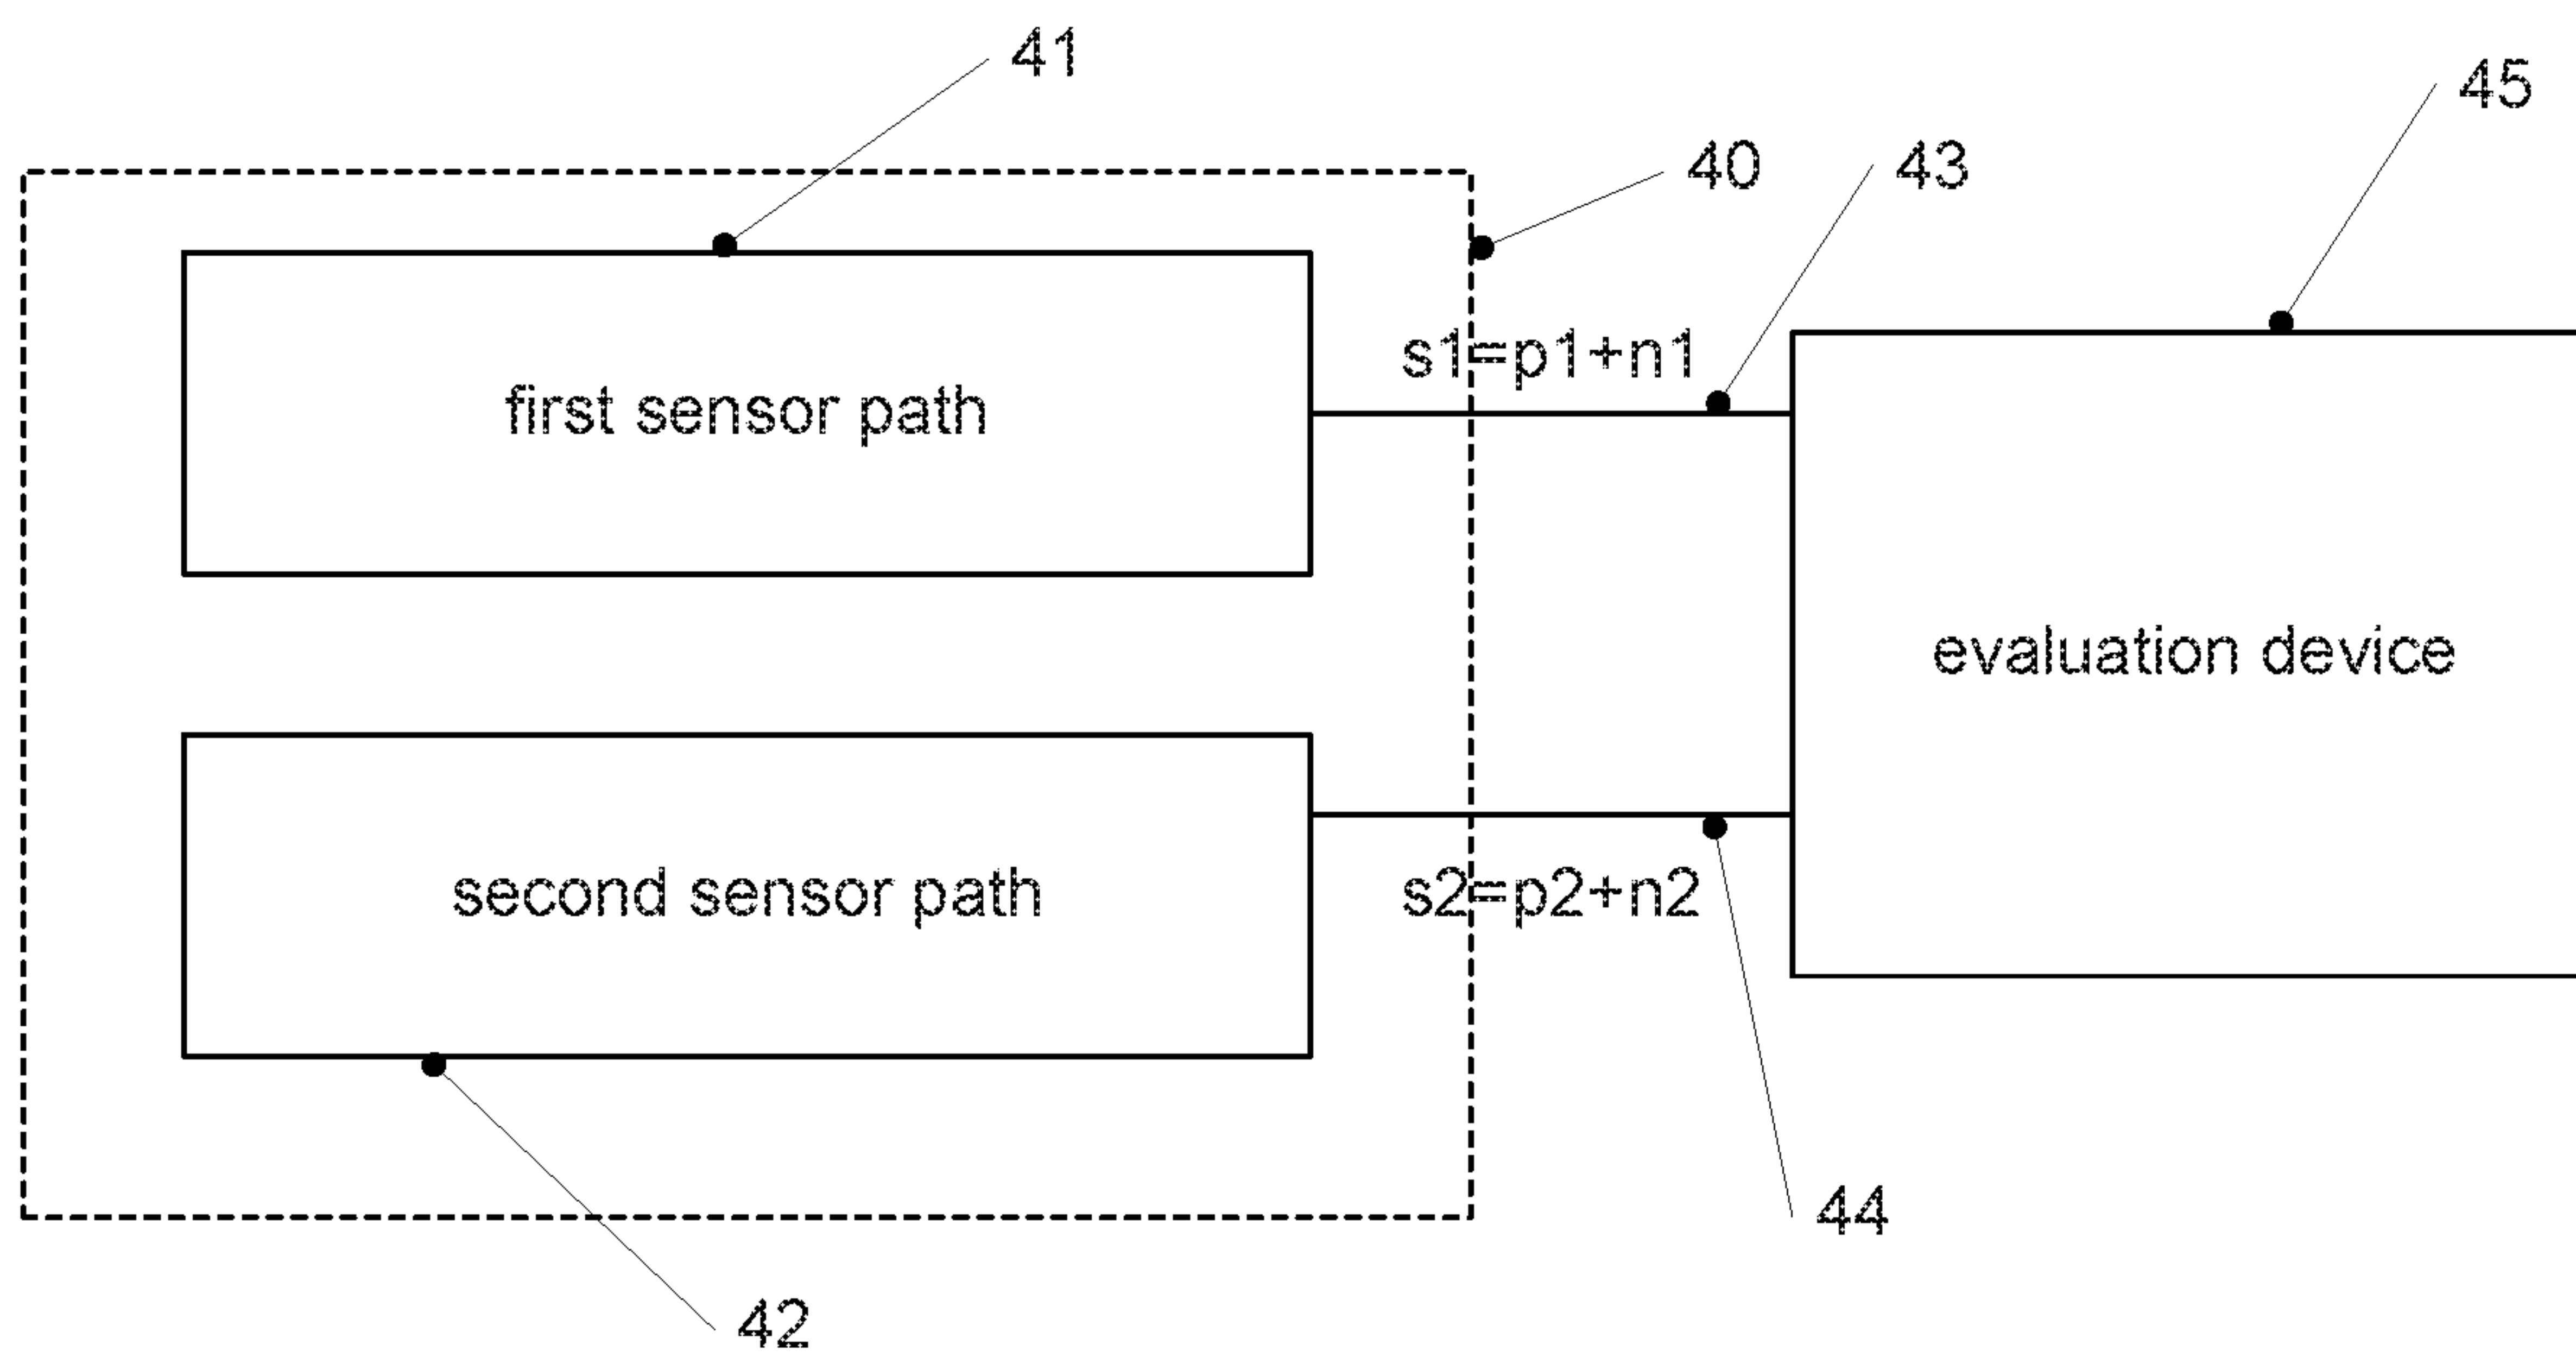 41
45
40
43
s1=p1+n1
first sensor path
evaluation device
second sensor path
s2=p2+n2
44
42